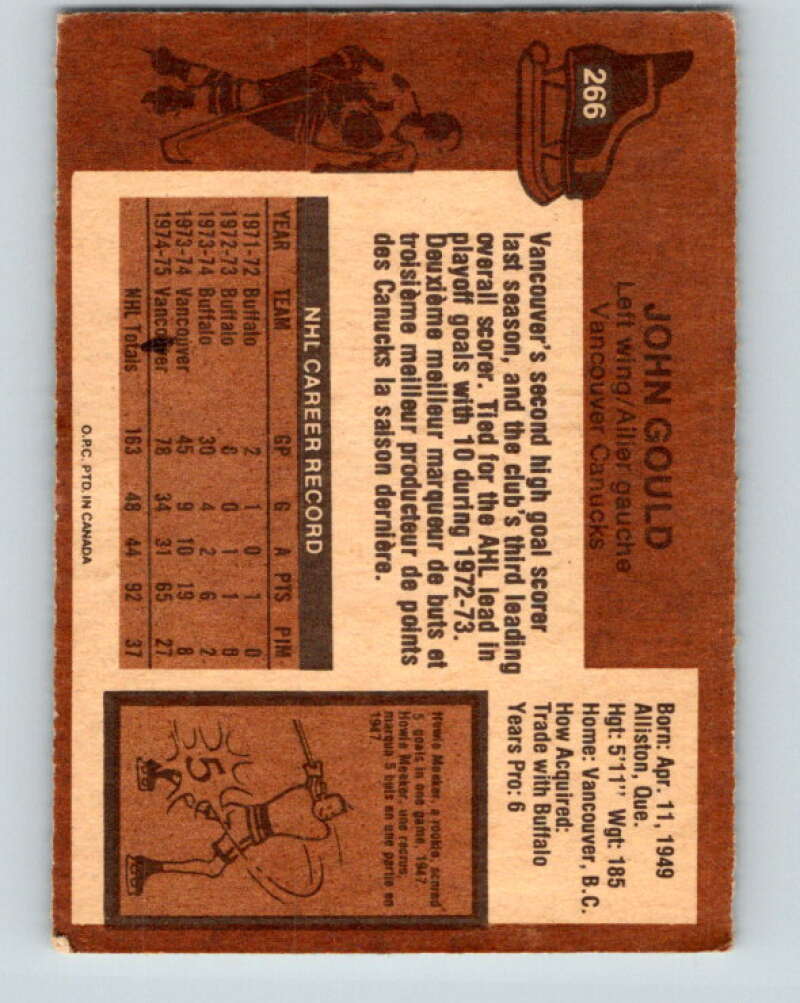 266
JOHN GOULD
Left wing/Ailier gauche
Vancouver Canucks
Born: Apr. 11, 1949
Alliston, Que.
Hgt: 5'11" Wgt: 185
Home: Vancouver, B.C.
How Acquired:
Trade with Buffalo
Years Pro: 6
Vancouver's second high goal scorer
last season, and the club's third leading
overall scorer. Tied for the AHL lead in
playoff goals with 10 during 1972-73.
Deuxième meilleur marqueur de buts et
troisième meilleur producteur de points
des Canucks la saison dernière.
NHL CAREER RECORD
YEAR TEAM GP G A PTS PIM
1971-72 Buffalo 2 1 0 1 0
1972-73 Buffalo 8 0 1 1 8
1973-74 Buffalo 30 4 2 6 2
1973-74 Vancouver 45 9 10 19 8
1974-75 Vancouver 78 34 31 65 27
NHL Totals 163 48 44 92 37
Howie Meeker, a rookie, scored
5 goals in one game, 1947
Howie Meeker, une recrue,
marqua 5 buts en une partie en
1947
5
O.P.C. PTD. IN CANADA